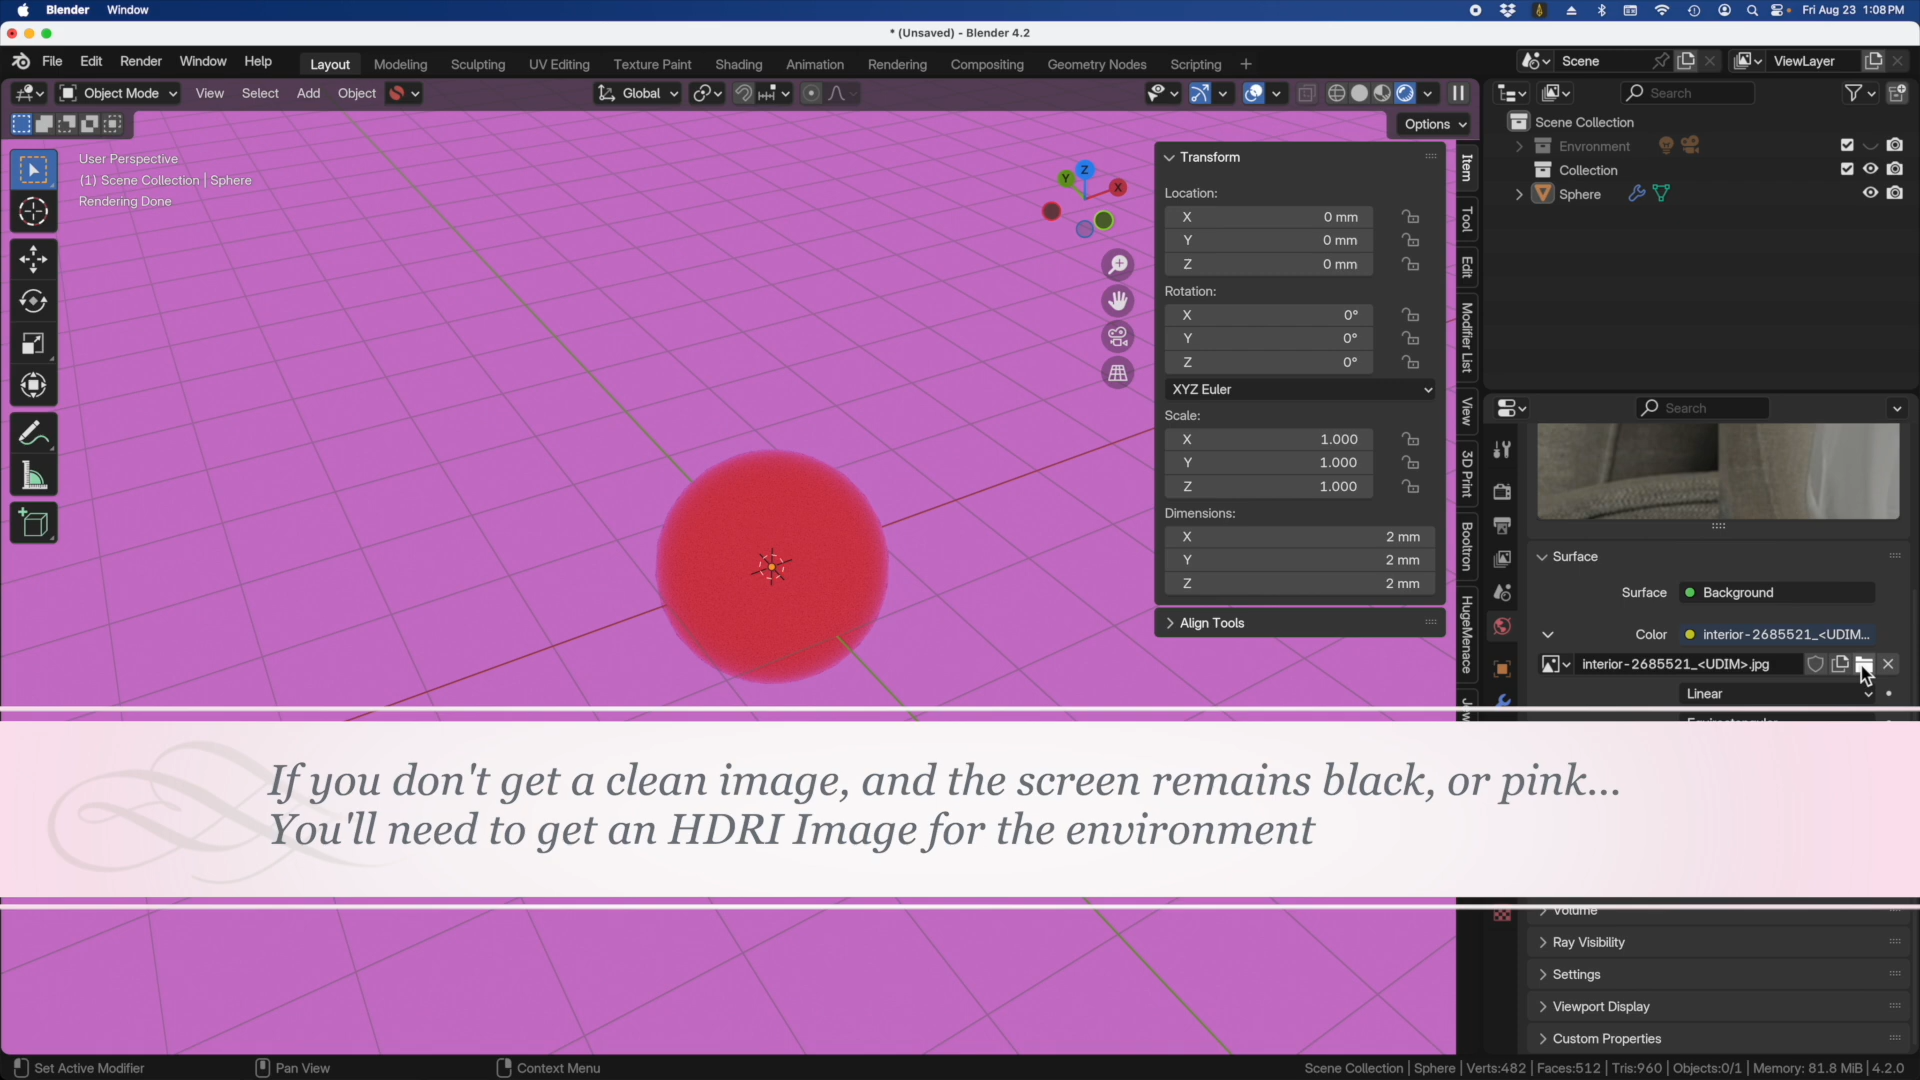 Blender Window
Fri Aug 23 1:08 PM
* (Unsaved) - Blender 4.2
File Edit Render Window Help
Layout Modeling Sculpting UV Editing Texture Paint Shading Animation Rendering Compositing Geometry Nodes Scripting +
Scene
ViewLayer
Object Mode View Select Add Object
Global
Options
Search
User Perspective
(1) Scene Collection | Sphere
Rendering Done
Z
Y
X
Transform
Location:
X 0 mm
Y 0 mm
Z 0 mm
Rotation:
X 0°
Y 0°
Z 0°
XYZ Euler
Scale:
X 1.000
Y 1.000
Z 1.000
Dimensions:
X 2 mm
Y 2 mm
Z 2 mm
Align Tools
Item
Tool
Edit
Modifier List
View
3D Print
Booltron
HugeMenace
Scene Collection
Environment
Collection
Sphere
Search
Surface
Surface Background
Color interior-2685521_<UDIM...
interior-2685521_<UDIM>.jpg
Linear
If you don't get a clean image, and the screen remains black, or pink...
You'll need to get an HDRI Image for the environment
Volume
Ray Visibility
Settings
Viewport Display
Custom Properties
Set Active Modifier Pan View Context Menu
Scene Collection | Sphere | Verts:482 | Faces:512 | Tris:960 | Objects:0/1 | Memory: 81.8 MiB | 4.2.0